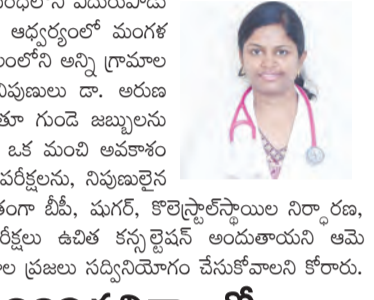 ఎదురుపాడు
ఆధ్వర్యంలో మంగళ
లంలోని అన్ని గ్రామాల
నిపుణులు డా. అరుణ
తూ గుండె జబ్బులను
ఒక మంచి అవకాశం
పరీక్షలను, నిపుణులైన
తంగా బీపీ, షుగర్, కొలెస్ట్రాల్‌స్థాయిల నిర్ధారణ,
రీక్షలు ఉచిత కన్సల్టెషన్ అందుతాయని ఆమె
ల ప్రజలు సద్వినియోగం చేసుకోవాలని కోరారు.